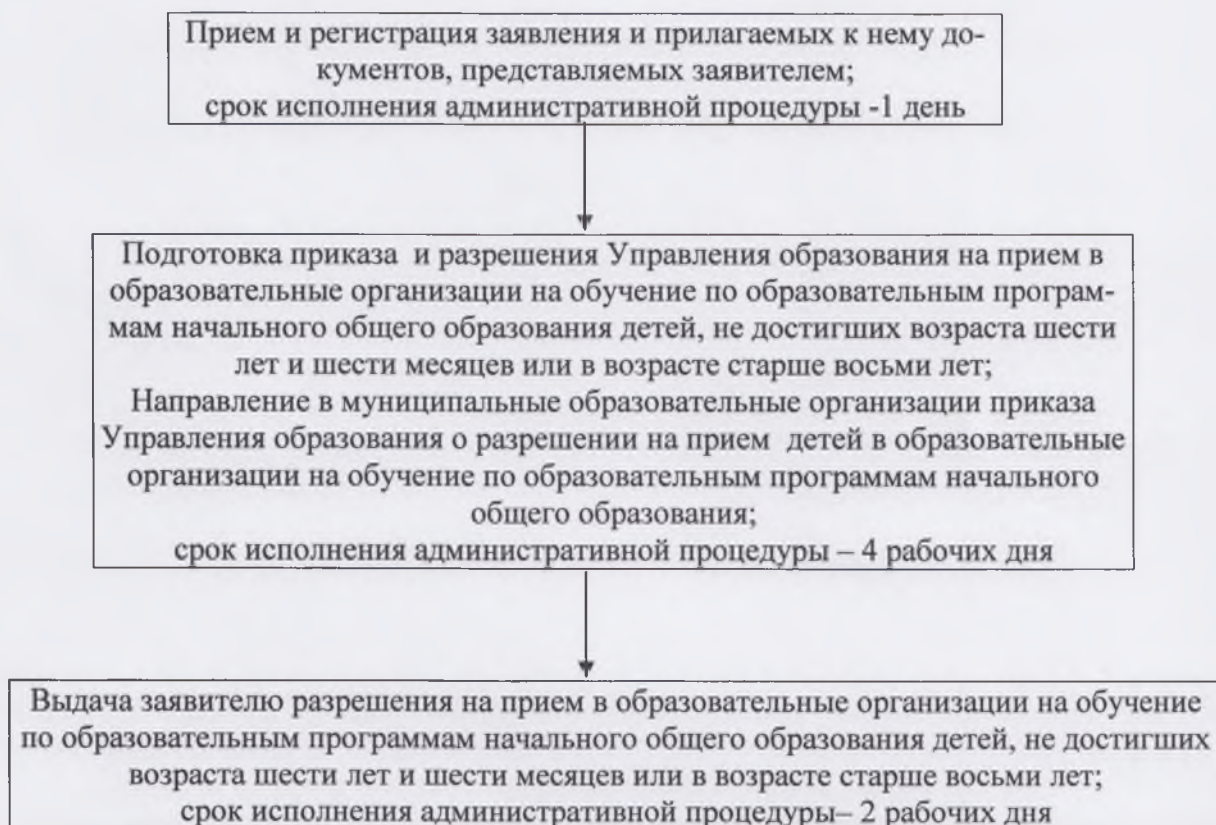 Прием и регистрация заявления и прилагаемых к нему до-
кументов, представляемых заявителем;
срок исполнения административной процедуры -1 день
Подготовка приказа и разрешения Управления образования на прием в
образовательные организации на обучение по образовательным програм-
мам начального общего образования детей, не достигших возраста шести
лет и шести месяцев или в возрасте старше восьми лет;
Направление в муниципальные образовательные организации приказа
Управления образования о разрешении на прием детей в образовательные
организации на обучение по образовательным программам начального
общего образования;
срок исполнения административной процедуры – 4 рабочих дня
Выдача заявителю разрешения на прием в образовательные организации на обучение
по образовательным программам начального общего образования детей, не достигших
возраста шести лет и шести месяцев или в возрасте старше восьми лет;
срок исполнения административной процедуры– 2 рабочих дня